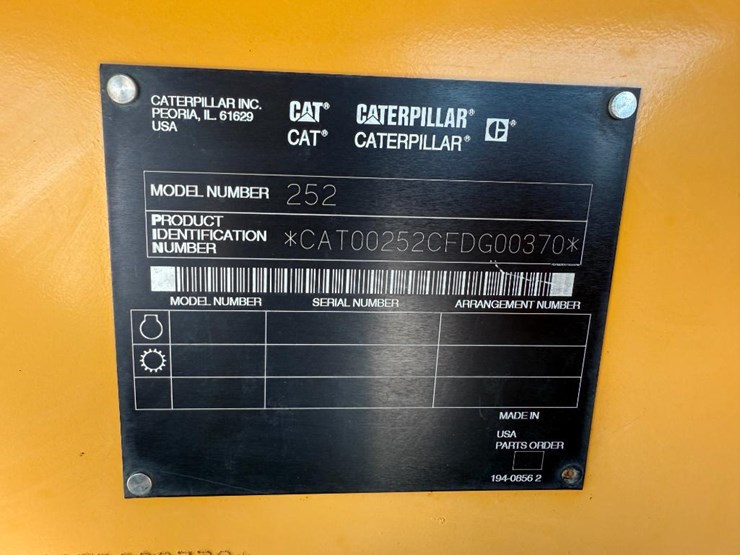 CATERPILLAR INC.
PEORIA, IL. 61629
USA
CAT® CATERPILLAR® C®
CAT® CATERPILLAR®
MODEL NUMBER 252
PRODUCT
IDENTIFICATION
NUMBER *CAT00252CFDG00370*
MODEL NUMBER SERIAL NUMBER ARRANGEMENT NUMBER
MADE IN
USA
PARTS ORDER
194-0856 2